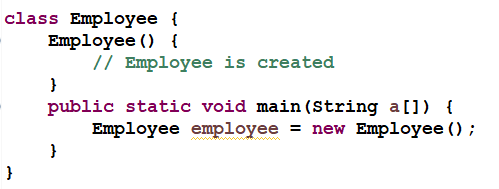 class Employee {
    Employee() {
        // Employee is created
    }
    public static void main(String a[]) {
        Employee employee = new Employee();
    }
}